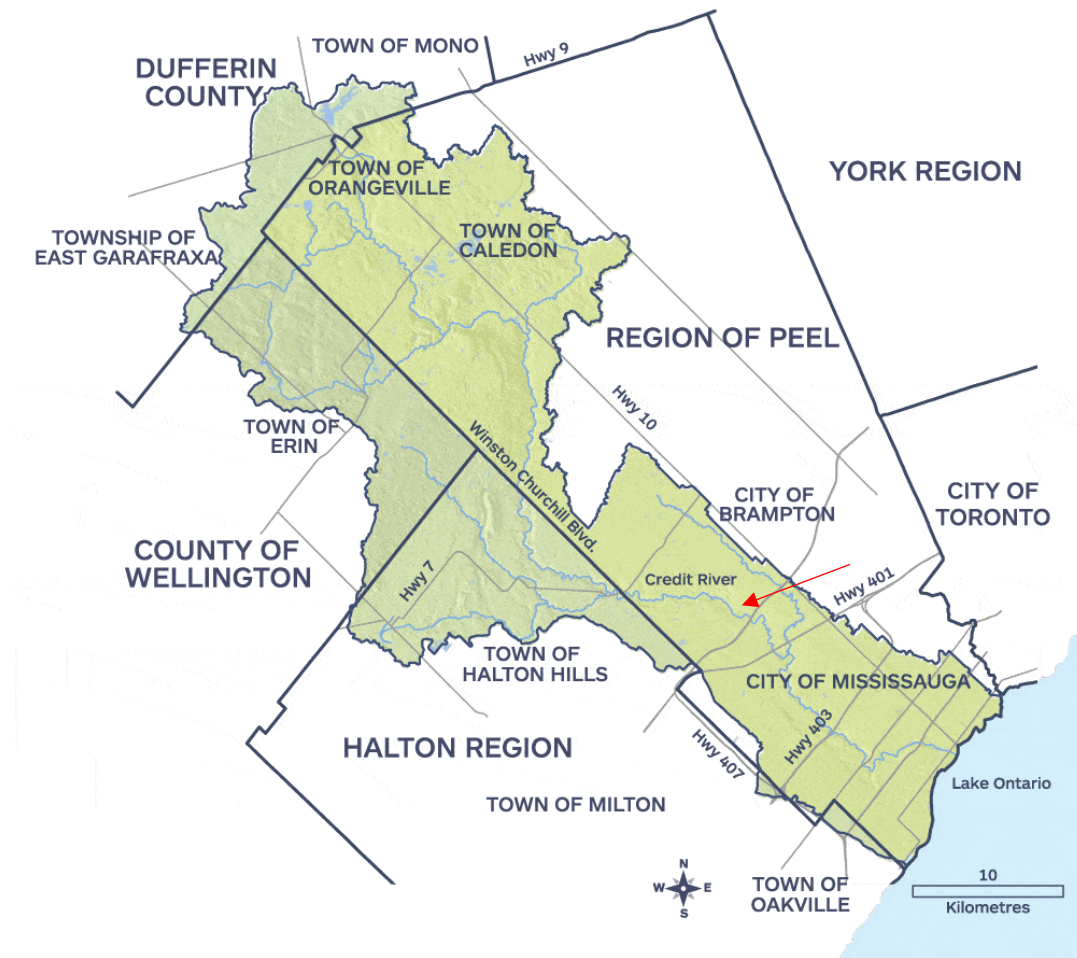 TOWN OF MONO
Hwy 9
DUFFERIN
COUNTY
TOWN OF
ORANGEVILLE
YORK REGION
TOWNSHIP OF
EAST GARAFRAXA
TOWN OF
CALEDON
REGION OF PEEL
Hwy 10
TOWN OF
ERIN
Winston Churchill Blvd.
CITY OF
BRAMPTON
CITY OF
TORONTO
COUNTY OF
WELLINGTON
Hwy 7
Credit River
Hwy 401
TOWN OF
HALTON HILLS
CITY OF MISSISSAUGA
Hwy 403
HALTON REGION
Hwy 407
Lake Ontario
TOWN OF MILTON
N
W
E
S
TOWN OF
OAKVILLE
10
Kilometres